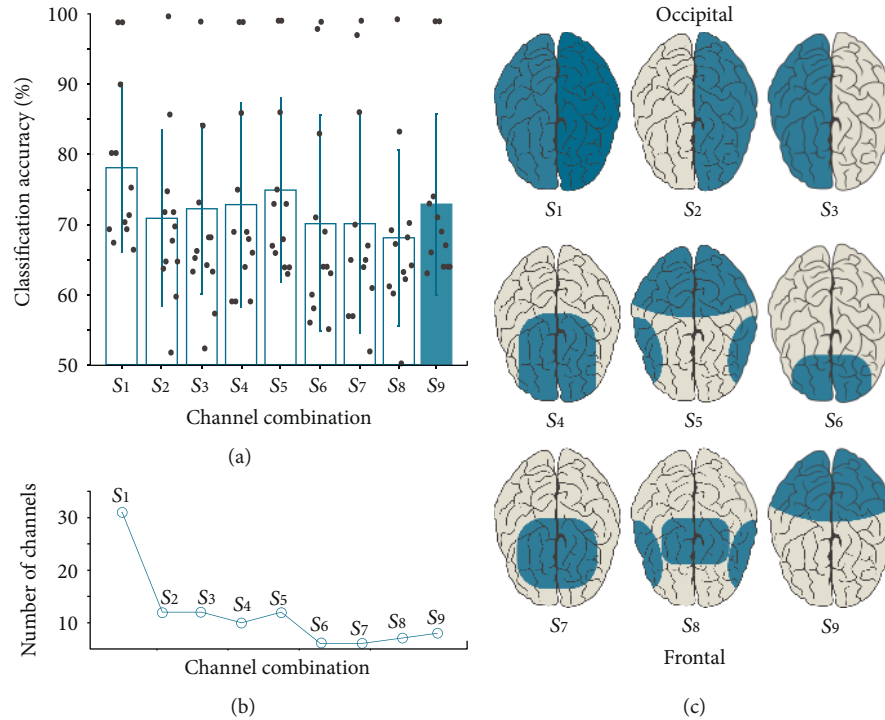 100
90
80
70
60
50
Classification accuracy (%)
S1 S2 S3 S4 S5 S6 S7 S8 S9
Channel combination
(a)
30
20
10
Number of channels
S1
S2 S3 S4 S5 S6 S7 S8 S9
Channel combination
(b)
Occipital
S1 S2 S3
S4 S5 S6
S7 S8 S9
Frontal
(c)